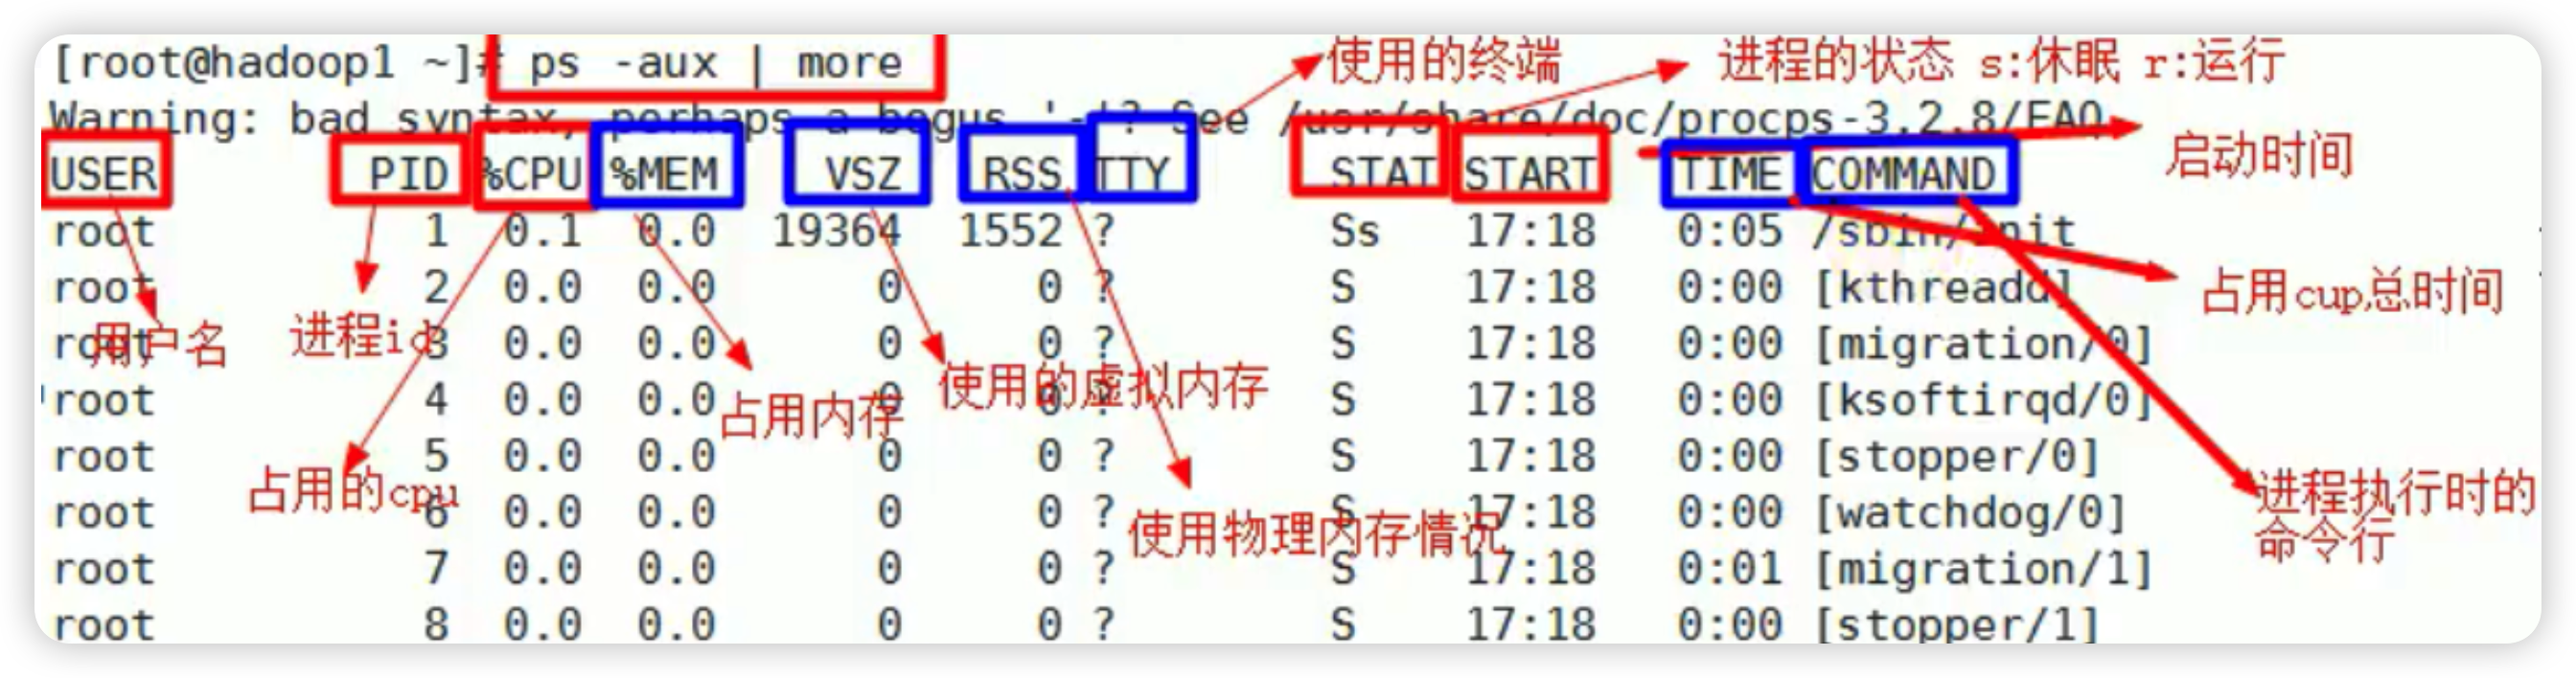 [root@hadoop1 ~]# ps -aux | more
使用的终端
进程的状态 s:休眠 r:运行
Warning: bad syntax, perhaps a bogus '-'? See /usr/share/doc/procps-3.2.8/FAQ
启动时间
USER PID %CPU %MEM VSZ RSS TTY STAT START TIME COMMAND
root 1 0.1 0.0 19364 1552 ? Ss 17:18 0:05 /sbin/init
root 2 0.0 0.0 0 0 ? S 17:18 0:00 [kthreadd]
占用cup总时间
用户名
进程id
root 3 0.0 0.0 0 0 ? S 17:18 0:00 [migration/0]
使用的虚拟内存
占用内存
root 4 0.0 0.0 0 0 ? S 17:18 0:00 [ksoftirqd/0]
root 5 0.0 0.0 0 0 ? S 17:18 0:00 [stopper/0]
占用的cpu
进程执行时的
命令行
root 6 0.0 0.0 0 0 ? S 17:18 0:00 [watchdog/0]
使用物理内存情况
root 7 0.0 0.0 0 0 ? S 17:18 0:01 [migration/1]
root 8 0.0 0.0 0 0 ? S 17:18 0:00 [stopper/1]